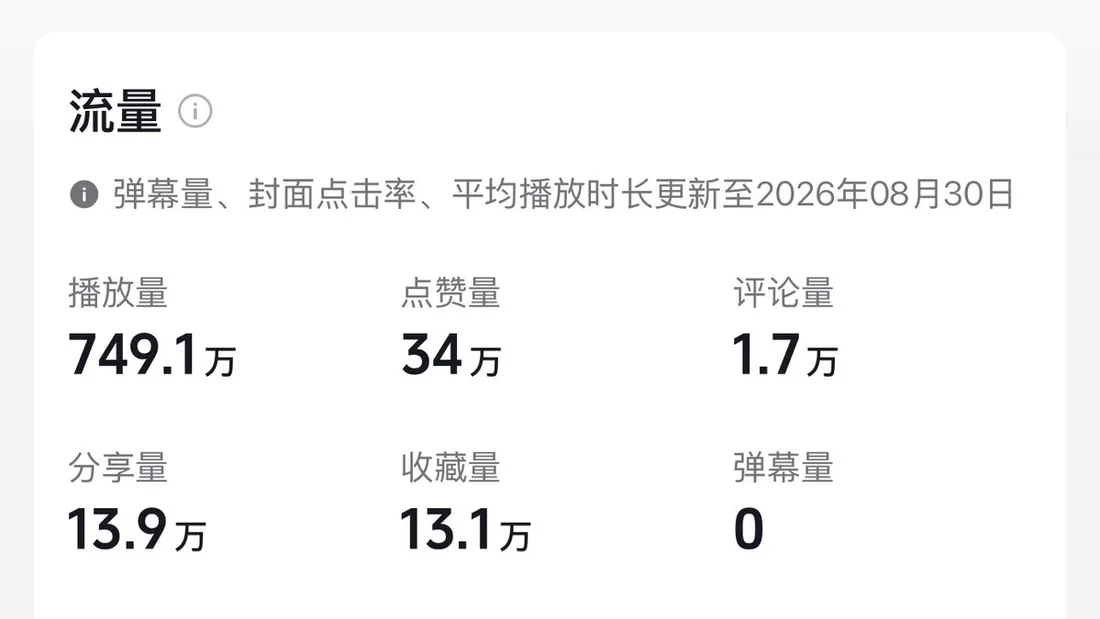 流量
弹幕量、封面点击率、平均播放时长更新至2026年08月30日
播放量 点赞量 评论量
749.1万 34万 1.7万
分享量 收藏量 弹幕量
13.9万 13.1万 0